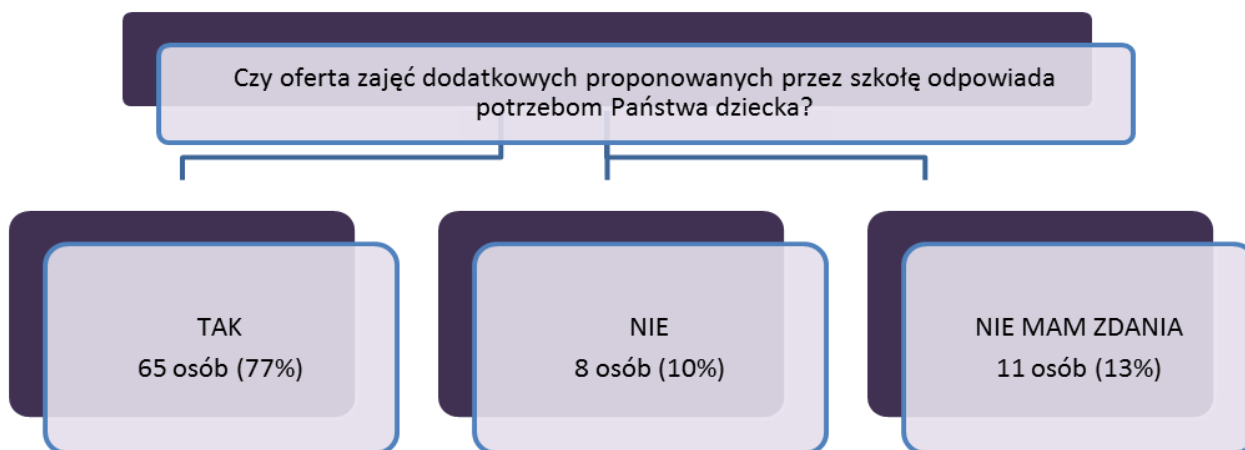 Czy oferta zajęć dodatkowych proponowanych przez szkołę odpowiada
potrzebom Państwa dziecka?
TAK
65 osób (77%)
NIE
8 osób (10%)
NIE MAM ZDANIA
11 osób (13%)